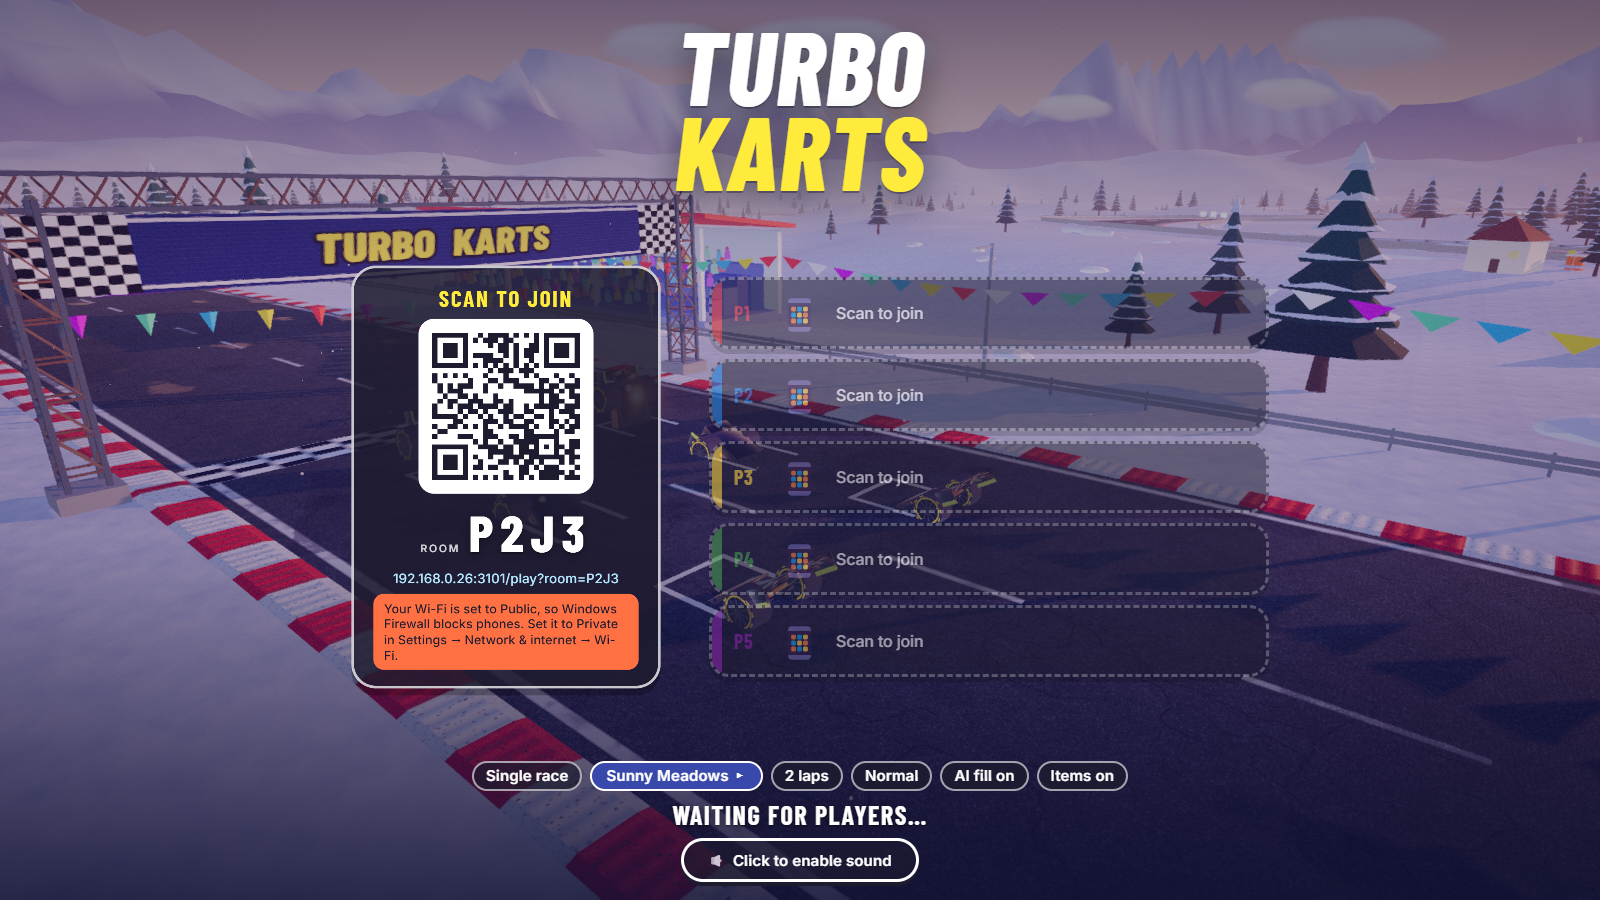 TURBO
KARTS
TURBO KARTS
SCAN TO JOIN
ROOM P2J3
192.168.0.26:3101/play?room=P2J3
Your Wi-Fi is set to Public, so Windows
Firewall blocks phones. Set it to Private
in Settings → Network & internet → Wi-
Fi.
P1 Scan to join
P2 Scan to join
P3 Scan to join
P4 Scan to join
P5 Scan to join
Single race Sunny Meadows ▸ 2 laps Normal AI fill on Items on
WAITING FOR PLAYERS...
Click to enable sound